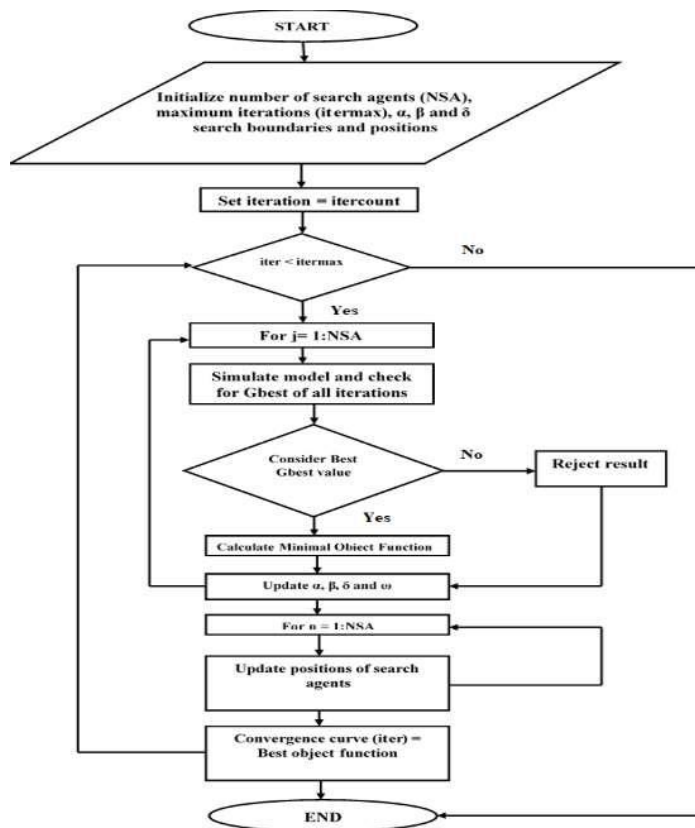 START
Initialize number of search agents (NSA),
maximum iterations (itermax), α, β and δ
search boundaries and positions
Set iteration = itercount
iter < itermax
No
Yes
For j= 1:NSA
Simulate model and check
for Gbest of all iterations
Consider Best
Gbest value
No
Reject result
Yes
Calculate Minimal Object Function
Update α, β, δ and ω
For n = 1:NSA
Update positions of search
agents
Convergence curve (iter) =
Best object function
END